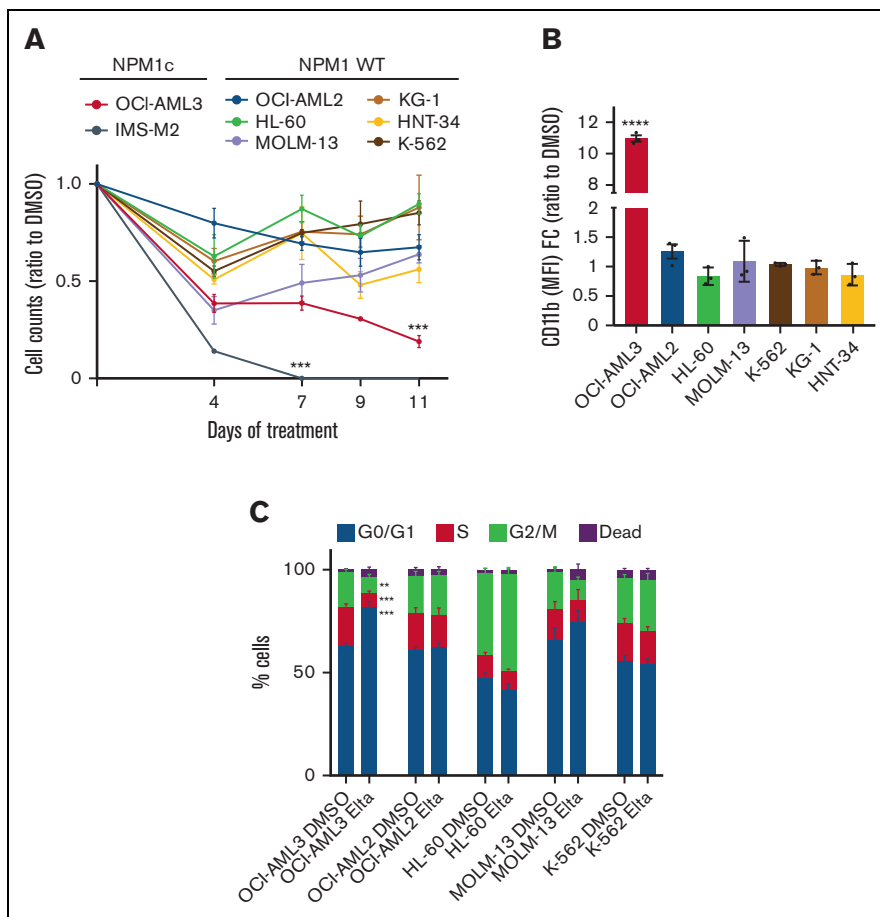 A
NPM1c NPM1 WT
OCI-AML3 OCI-AML2 KG-1
IMS-M2 HL-60 HNT-34
MOLM-13 K-562
Cell counts (ratio to DMSO)
1.0
0.5
0
***
***
4 7 9 11
Days of treatment
B
CD11b (MFI) FC (ratio to DMSO)
****
12
10
2
1.5
1
0.5
0
OCI-AML3
OCI-AML2
HL-60
MOLM-13
K-562
KG-1
HNT-34
C
G0/G1 S G2/M Dead
% cells
100
50
0
**
***
***
OCI-AML3 DMSO
OCI-AML3 Elta
OCI-AML2 DMSO
OCI-AML2 Elta
HL-60 DMSO
HL-60 Elta
MOLM-13 DMSO
MOLM-13 Elta
K-562 DMSO
K-562 Elta